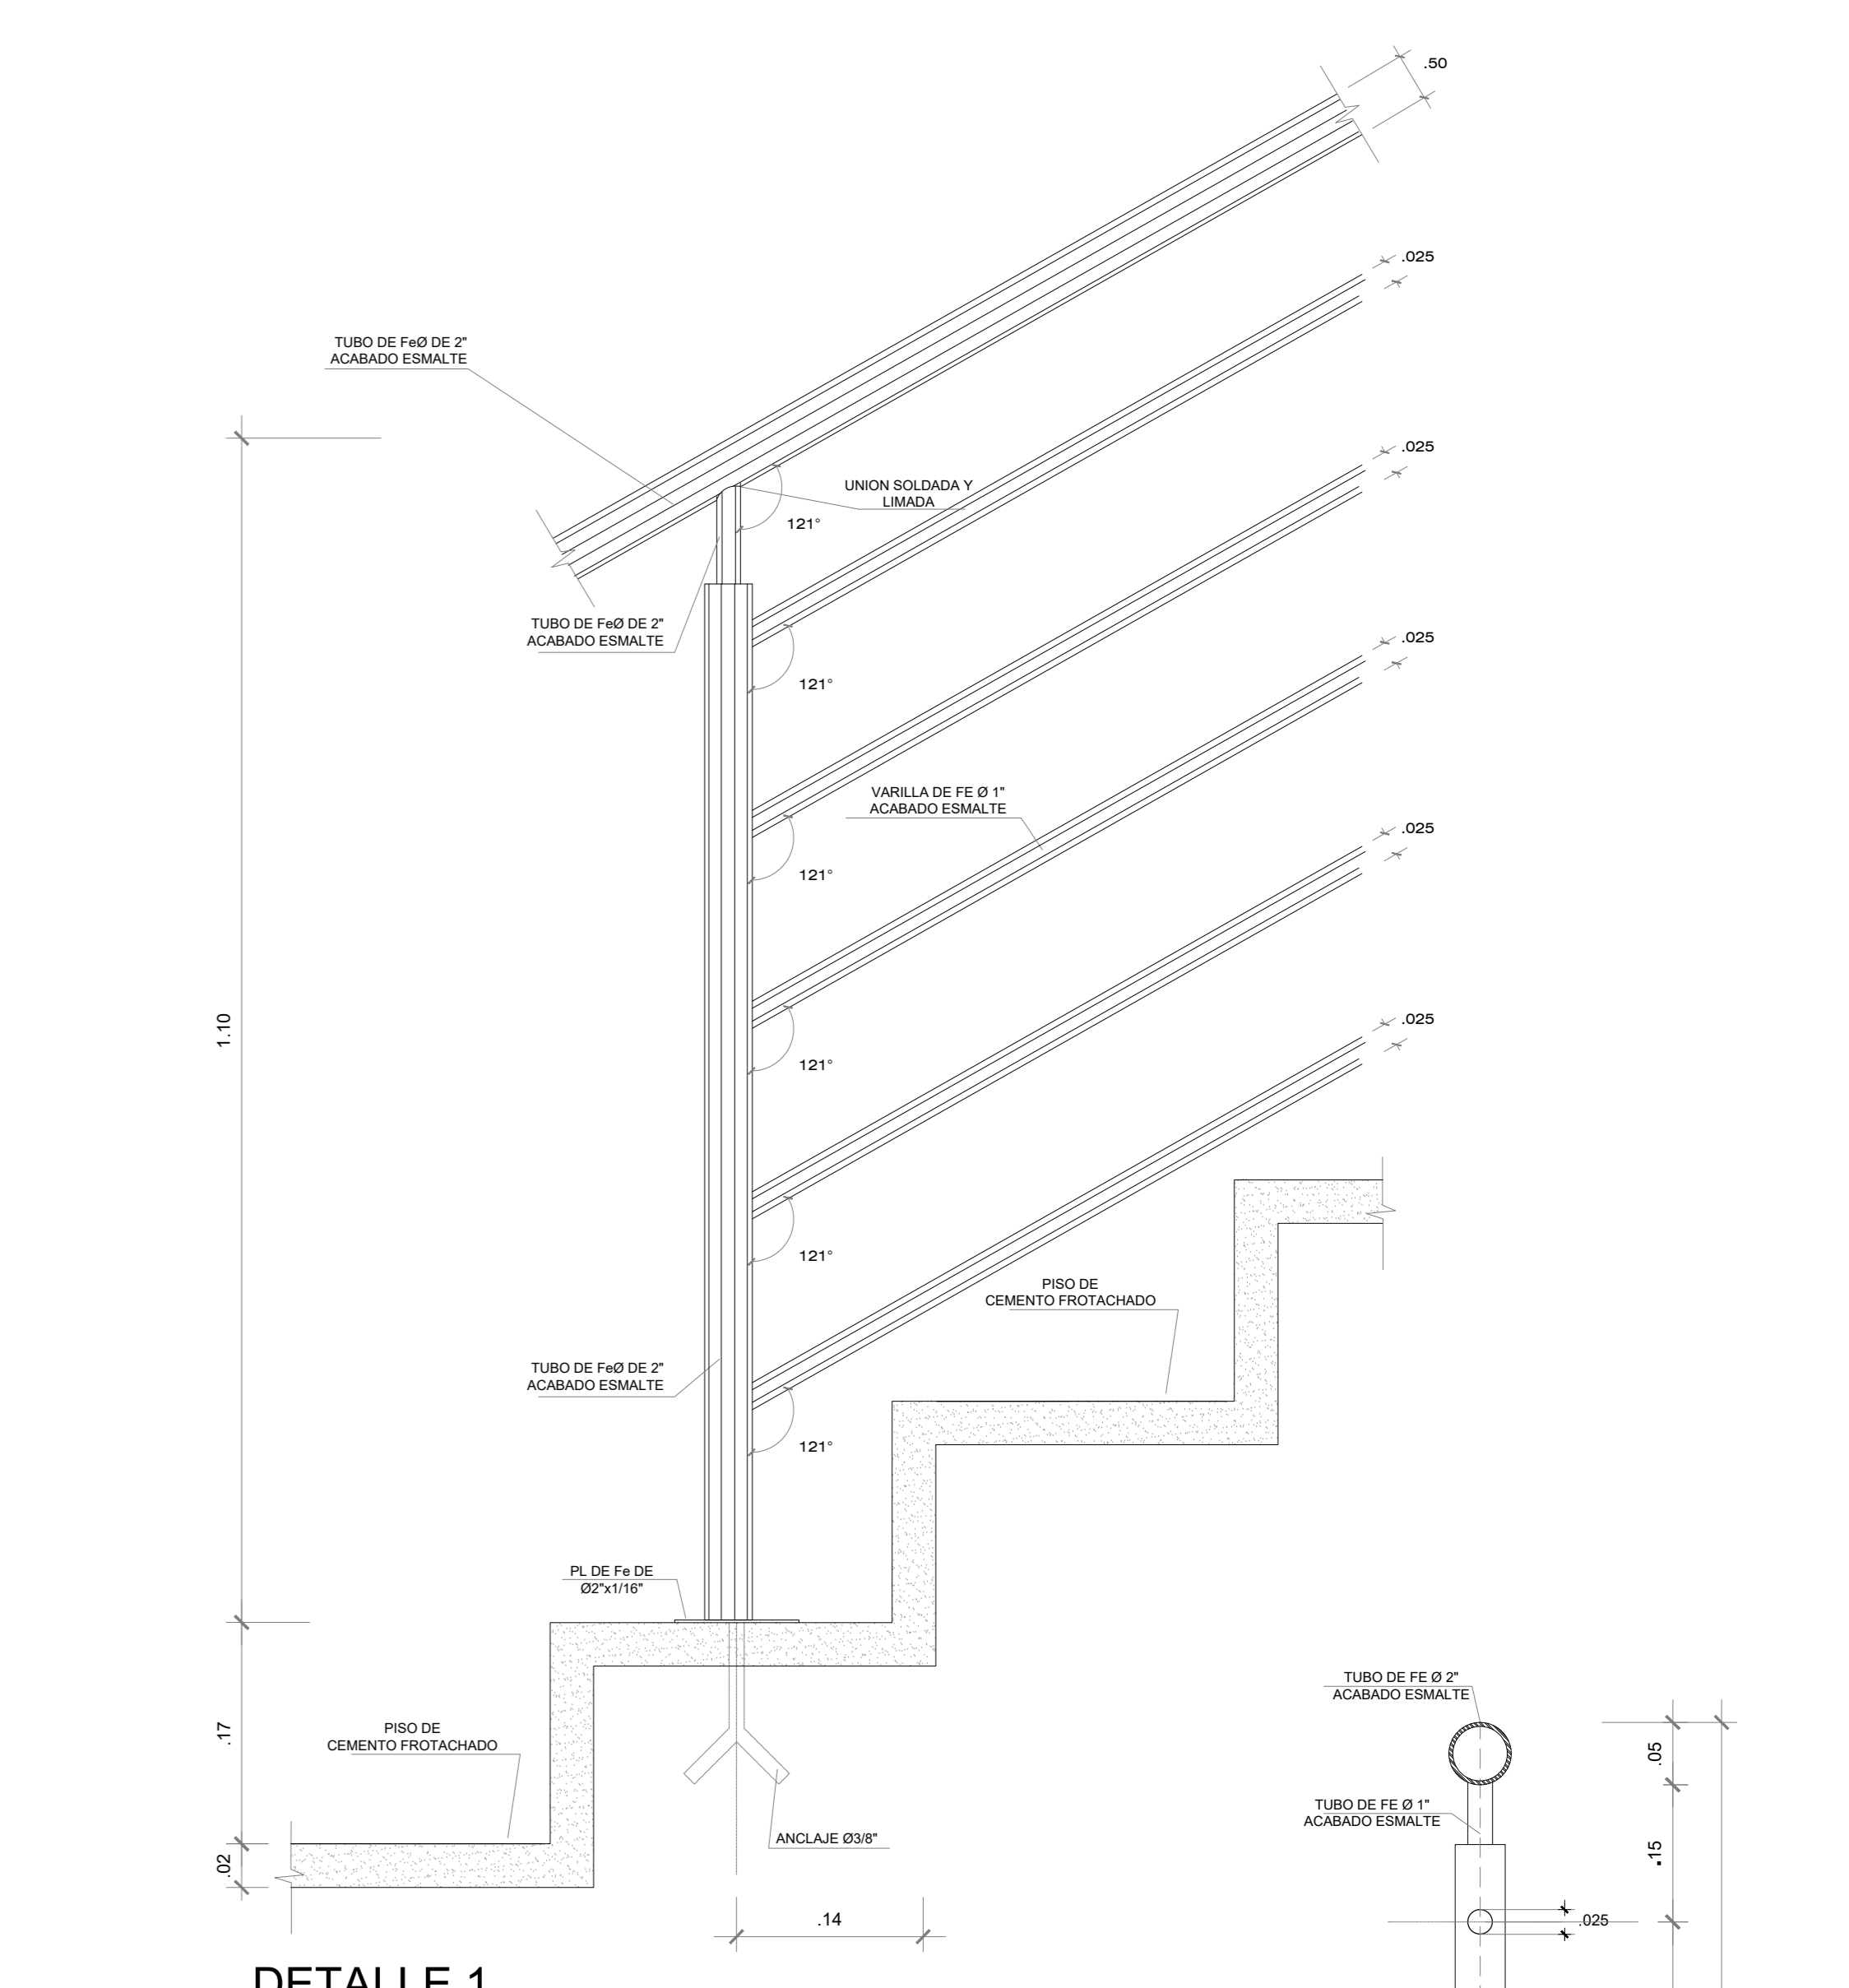 .50
.025
TUBO DE FeØ DE 2"
ACABADO ESMALTE
.025
UNION SOLDADA Y
LIMADA
121°
TUBO DE FeØ DE 2"
ACABADO ESMALTE
.025
121°
VARILLA DE FE Ø 1"
ACABADO ESMALTE
.025
121°
1.10
.025
121°
121°
PISO DE
CEMENTO FROTACHADO
TUBO DE FeØ DE 2"
ACABADO ESMALTE
121°
PL DE Fe DE
Ø2"x1/16"
.17
PISO DE
CEMENTO FROTACHADO
.02
ANCLAJE Ø3/8"
.14
TUBO DE FE Ø 2"
ACABADO ESMALTE
.05
TUBO DE FE Ø 1"
ACABADO ESMALTE
.15
.025
DETALLE 1